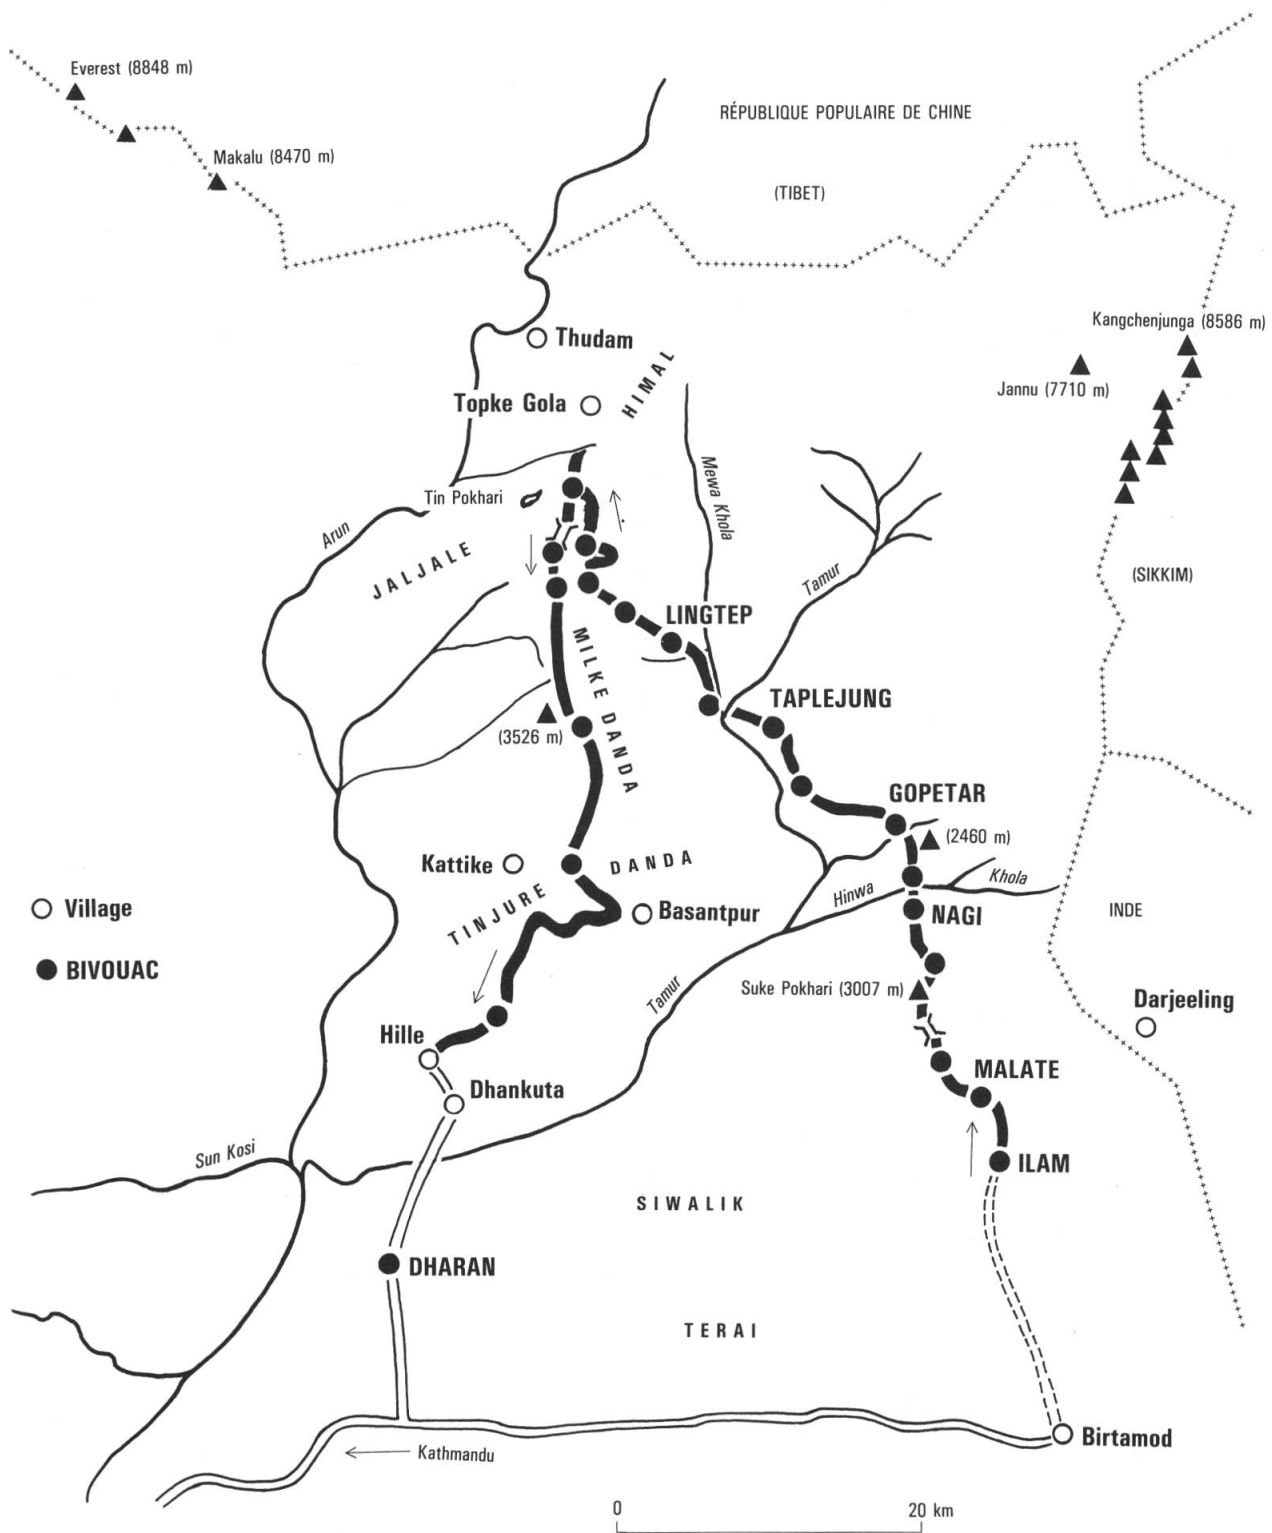 Everest (8848 m)
RÉPUBLIQUE POPULAIRE DE CHINE
Makalu (8470 m)
(TIBET)
Kangchenjunga (8586 m)
Thudam
HIMAL
Jannu (7710 m)
Topke Gola
Mewa Khola
Tin Pokhari
Arun
JALJALE
Tamur
(SIKKIM)
LINGTEP
MILKE DANDA
TAPLEJUNG
(3526 m)
GOPETAR
(2460 m)
Kattike
DANDA
Hinwa
Khola
TINJURE
Basantpur
NAGI
INDE
Village
BIVOUAC
Suke Pokhari (3007 m)
Tamur
Darjeeling
Hille
MALATE
Dhankuta
Sun Kosi
ILAM
SIWALIK
DHARAN
TERAI
Birtamod
Kathmandu
0
20 km